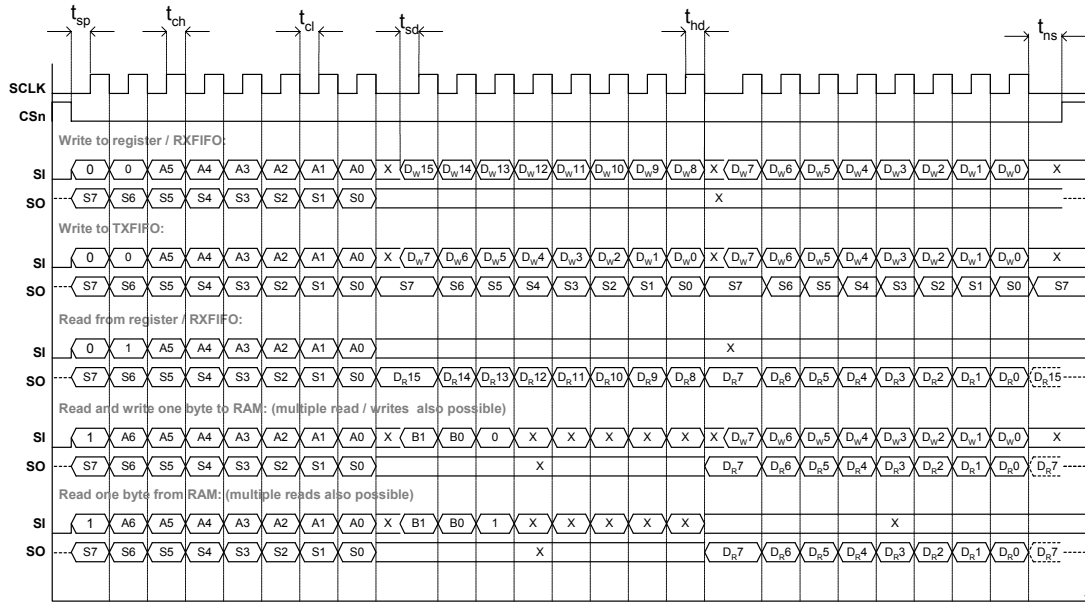 tsp tch tcl tsd thd tns
SCLK
CSn
Write to register / RXFIFO:
SI 0 0 A5 A4 A3 A2 A1 A0 X DW15 DW14 DW13 DW12 DW11 DW10 DW9 DW8 X DW7 DW6 DW5 DW4 DW3 DW2 DW1 DW0 X
SO S7 S6 S5 S4 S3 S2 S1 S0 X
Write to TXFIFO:
SI 0 0 A5 A4 A3 A2 A1 A0 X DW7 DW6 DW5 DW4 DW3 DW2 DW1 DW0 X DW7 DW6 DW5 DW4 DW3 DW2 DW1 DW0 X
SO S7 S6 S5 S4 S3 S2 S1 S0 S7 S6 S5 S4 S3 S2 S1 S0 S7 S6 S5 S4 S3 S2 S1 S0 S7
Read from register / RXFIFO:
SI 0 1 A5 A4 A3 A2 A1 A0 X
SO S7 S6 S5 S4 S3 S2 S1 S0 DR15 DR14 DR13 DR12 DR11 DR10 DR9 DR8 DR7 DR6 DR5 DR4 DR3 DR2 DR1 DR0 DR15
Read and write one byte to RAM: (multiple read / writes also possible)
SI 1 A6 A5 A4 A3 A2 A1 A0 X B1 B0 0 X X X X X X DW7 DW6 DW5 DW4 DW3 DW2 DW1 DW0 X
SO S7 S6 S5 S4 S3 S2 S1 S0 X DR7 DR6 DR5 DR4 DR3 DR2 DR1 DR0 DR7
Read one byte from RAM: (multiple reads also possible)
SI 1 A6 A5 A4 A3 A2 A1 A0 X B1 B0 1 X X X X X X
SO S7 S6 S5 S4 S3 S2 S1 S0 X DR7 DR6 DR5 DR4 DR3 DR2 DR1 DR0 DR7